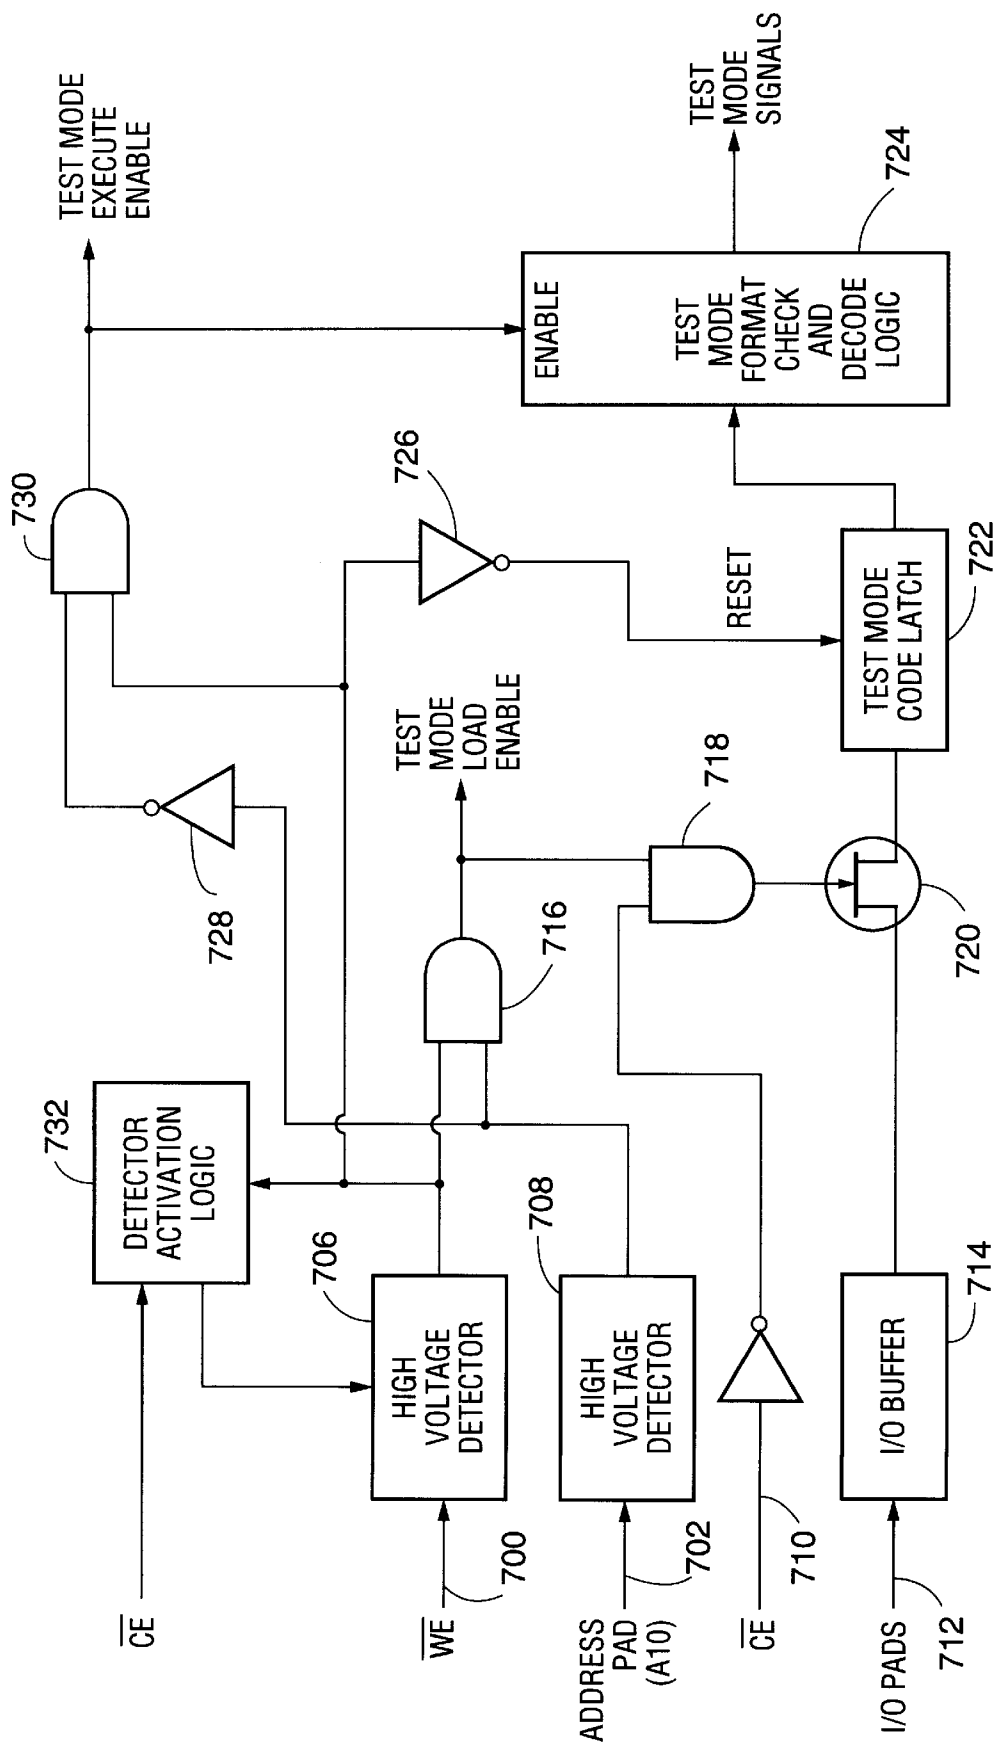 TEST MODE
EXECUTE
ENABLE
730
728
732
DETECTOR
ACTIVATION
LOGIC
CE
726
TEST
MODE
LOAD
ENABLE
716
706
HIGH
VOLTAGE
DETECTOR
WE
700
ENABLE
TEST
MODE
FORMAT
CHECK
AND
DECODE
LOGIC
724
TEST
MODE
SIGNALS
708
HIGH
VOLTAGE
DETECTOR
ADDRESS
PAD
(A10)
702
718
RESET
CE
710
TEST MODE
CODE LATCH
722
720
I/O BUFFER
714
I/O PADS
712